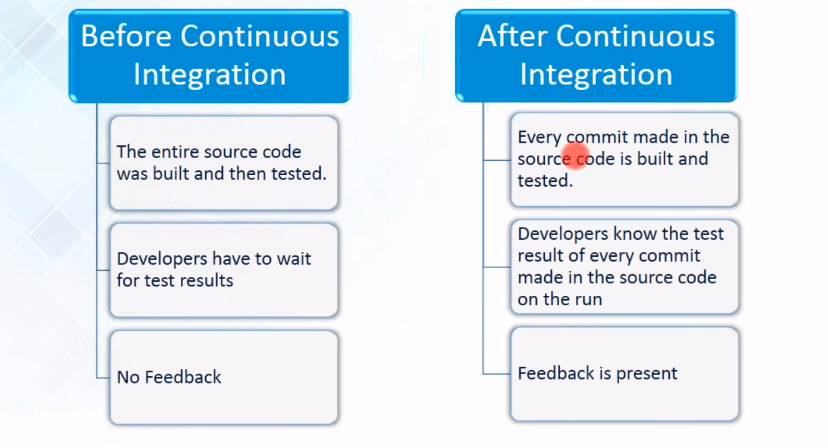 Before Continuous
Integration
The entire source code
was built and then tested.
Developers have to wait
for test results
No Feedback
After Continuous
Integration
Every commit made in the
source code is built and
tested.
Developers know the test
result of every commit
made in the source code
on the run
Feedback is present